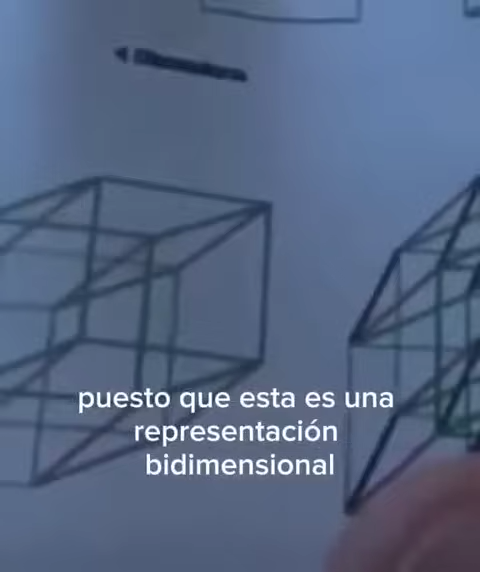 puesto que esta es una
representación
bidimensional